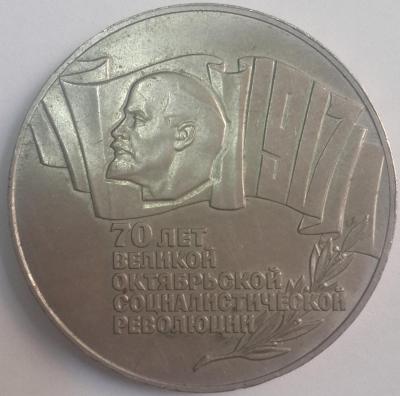 1917
70 ЛЕТ
ВЕЛИКОЙ
ОКТЯБРЬСКОЙ
СОЦИАЛИСТИЧЕСКОЙ
РЕВОЛЮЦИИ